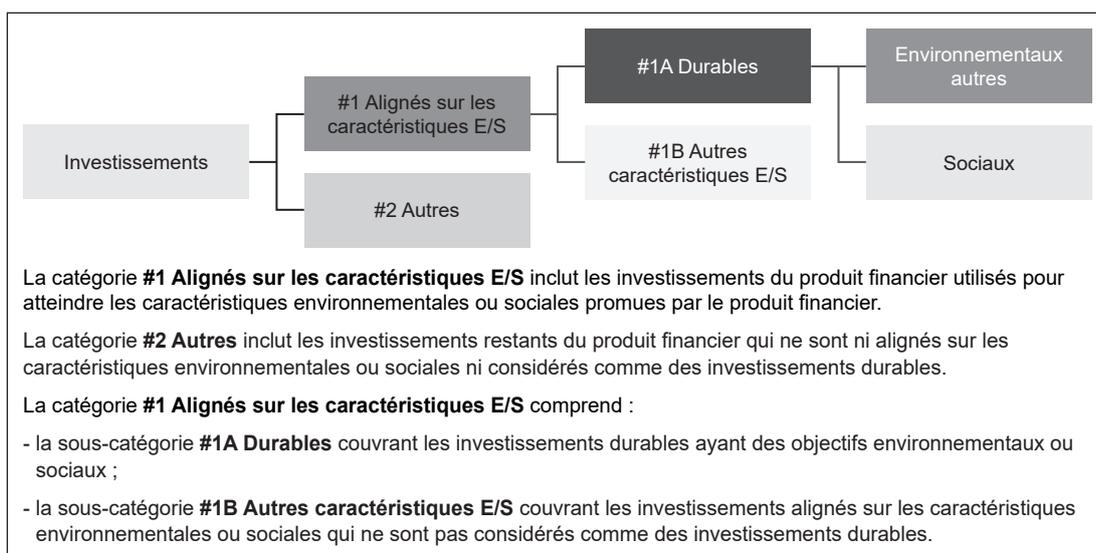 Investissements
#1 Alignés sur les
caractéristiques E/S
#2 Autres
#1A Durables
#1B Autres
caractéristiques E/S
Environnementaux
autres
Sociaux
La catégorie #1 Alignés sur les caractéristiques E/S inclut les investissements du produit financier utilisés pour
atteindre les caractéristiques environnementales ou sociales promues par le produit financier.
La catégorie #2 Autres inclut les investissements restants du produit financier qui ne sont ni alignés sur les
caractéristiques environnementales ou sociales ni considérés comme des investissements durables.
La catégorie #1 Alignés sur les caractéristiques E/S comprend :
- la sous-catégorie #1A Durables couvrant les investissements durables ayant des objectifs environnementaux ou
sociaux ;
- la sous-catégorie #1B Autres caractéristiques E/S couvrant les investissements alignés sur les caractéristiques
environnementales ou sociales qui ne sont pas considérés comme des investissements durables.